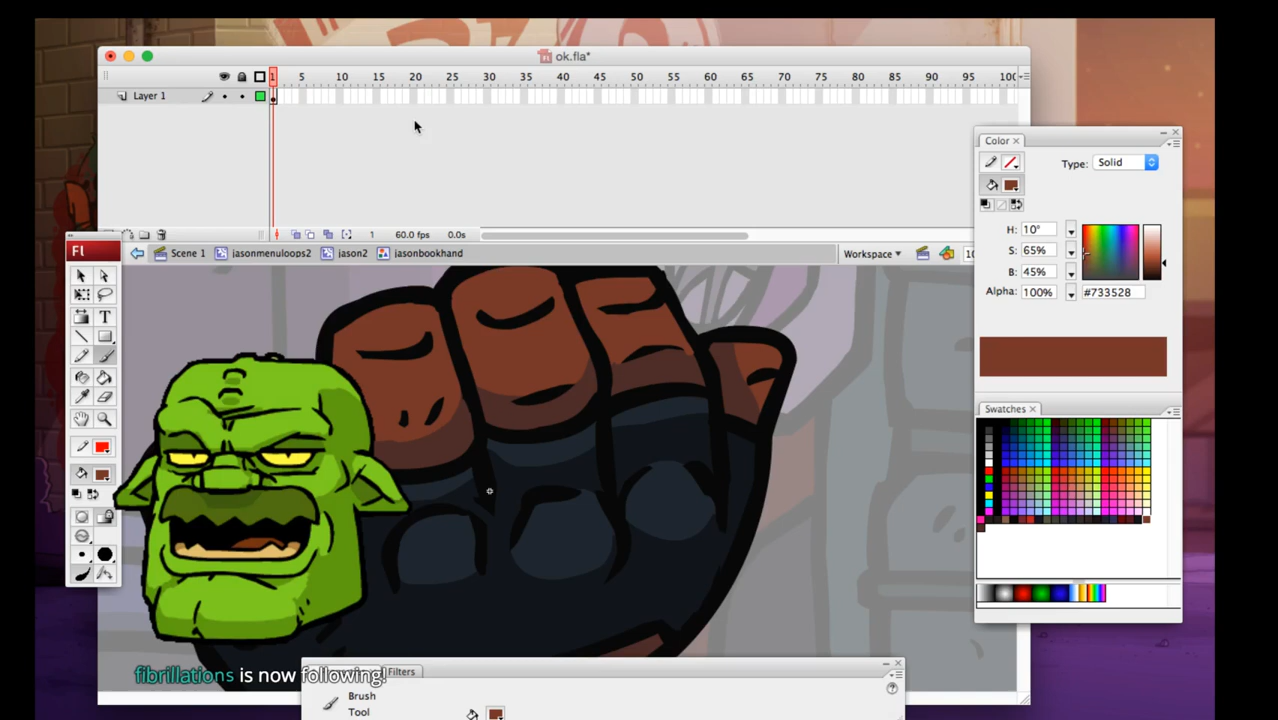 ok.fla*
1 5 10 15 20 25 30 35 40 45 50 55 60 65 70 75 80 85 90 95 100
Layer 1
1 60.0 fps 0.0s
Fl
Scene 1 jasonmenuloops2 jason2 jasonbookhand Workspace 10
T
Color
Type: Solid
H: 10°
S: 65%
B: 45%
Alpha: 100% #733528
Swatches
fibrillations is now following!
Filters
Brush
Tool
?